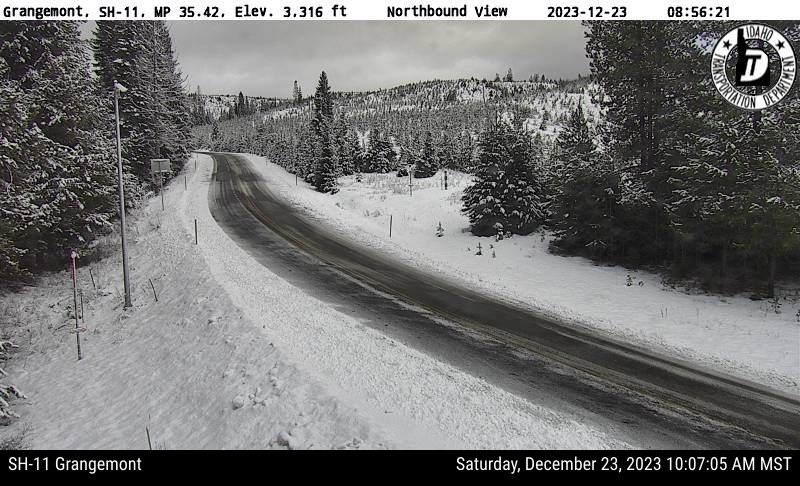 Grangemont, SH-11, MP 35.42, Elev. 3,316 ft Northbound View 2023-12-23 08:56:21
IDAHO
TRANSPORTATION DEPARTMENT
SH-11 Grangemont Saturday, December 23, 2023 10:07:05 AM MST